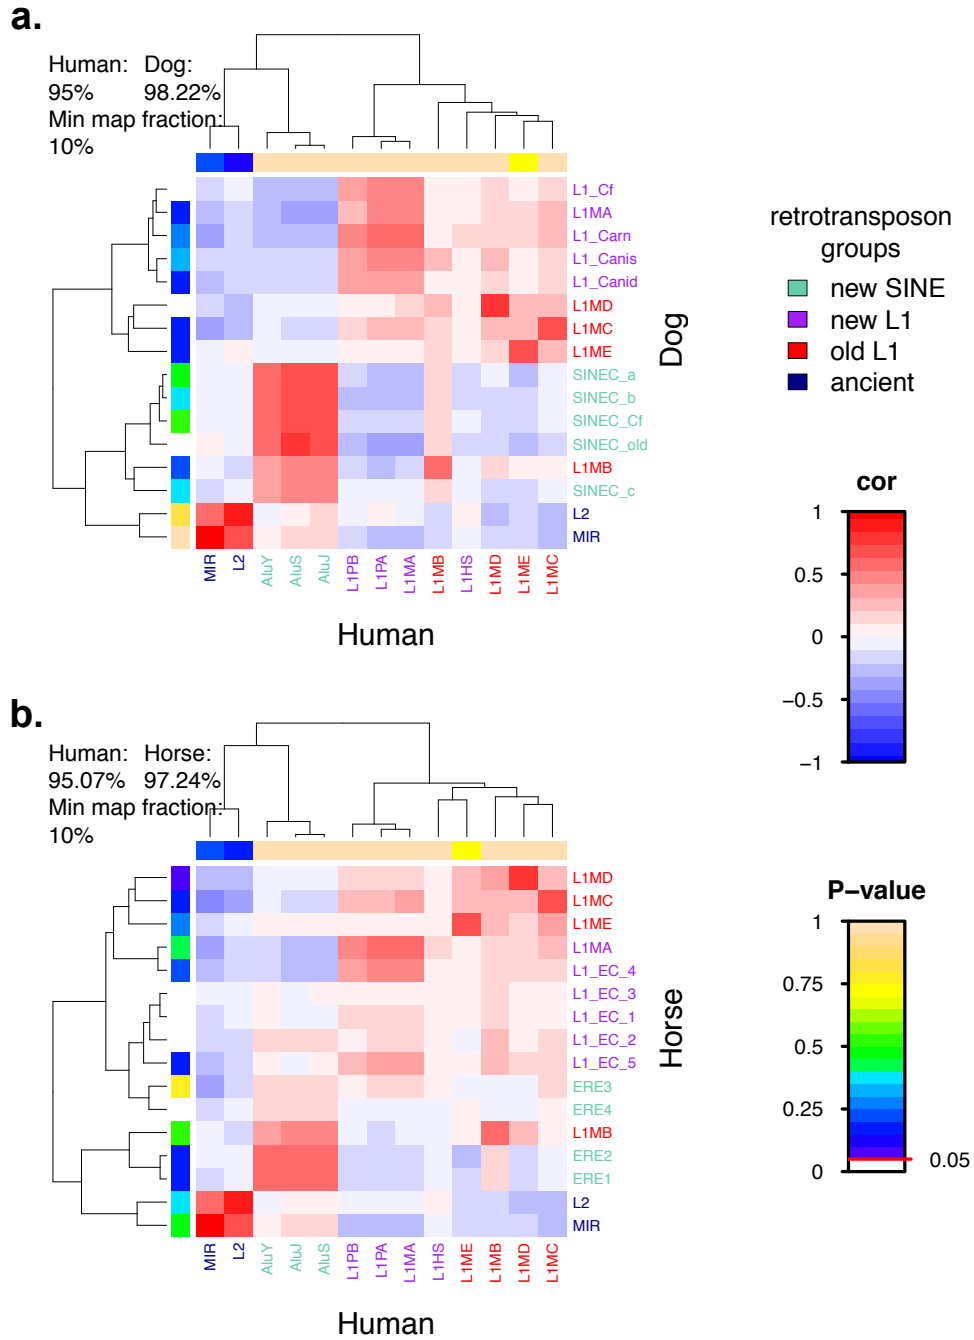 a.
Human: Dog:
95% 98.22%
Min map fraction:
10%
L1_Cf
L1MA
L1_Carn
L1_Canis
L1_Canid
L1MD
L1MC
L1ME
SINEC_a
SINEC_b
SINEC_Cf
SINEC_old
L1MB
SINEC_c
L2
MIR
Dog
MIR L2 AluY AluS AluJ L1PB L1PA L1MA L1MB L1HS L1MD L1ME L1MC
Human
retrotransposon
groups
new SINE
new L1
old L1
ancient
cor
1
0.5
0
−0.5
−1
b.
Human: Horse:
95.07% 97.24%
Min map fraction:
10%
L1MD
L1MC
L1ME
L1MA
L1_EC_4
L1_EC_3
L1_EC_1
L1_EC_2
L1_EC_5
ERE3
ERE4
L1MB
ERE2
ERE1
L2
MIR
Horse
MIR L2 AluY AluJ AluS L1PB L1PA L1MA L1HS L1ME L1MB L1MD L1MC
Human
P−value
1
0.75
0.5
0.25
0
0.05